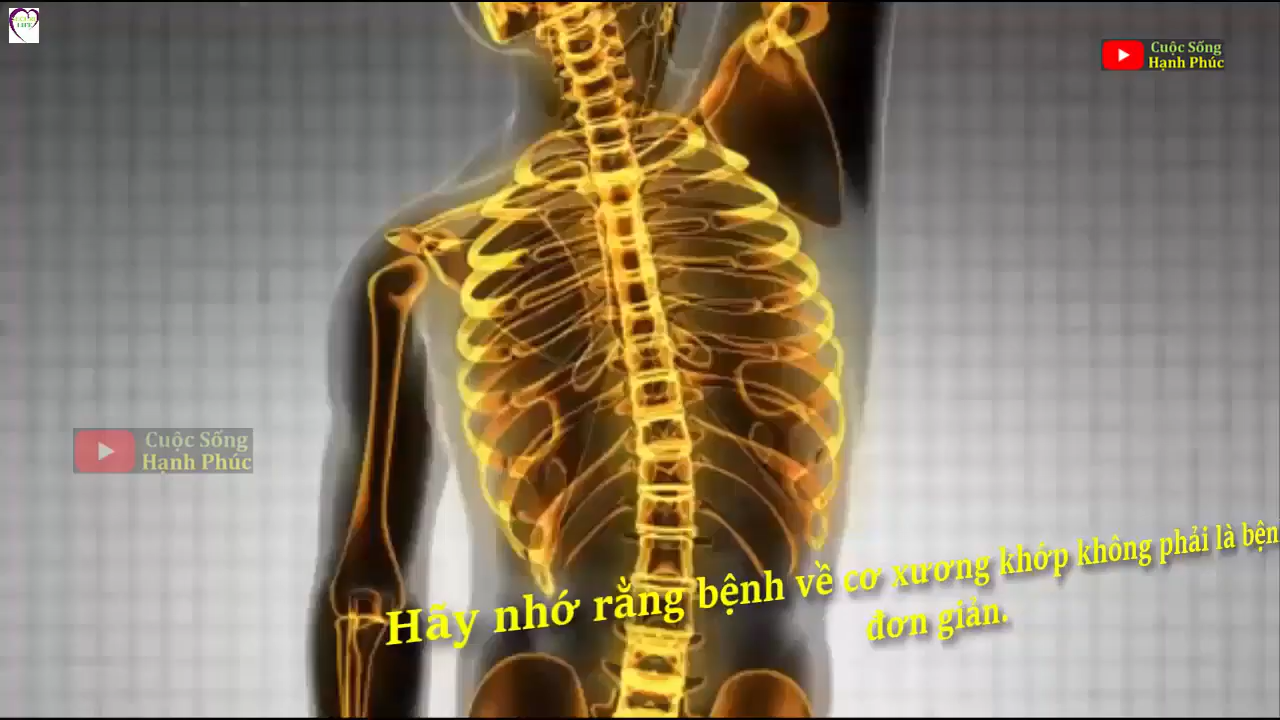 Cuộc Sống
Hạnh Phúc
Cuộc Sống
Hạnh Phúc
Hãy nhớ rằng bệnh về cơ xương khớp không phải là bện
đơn giản.